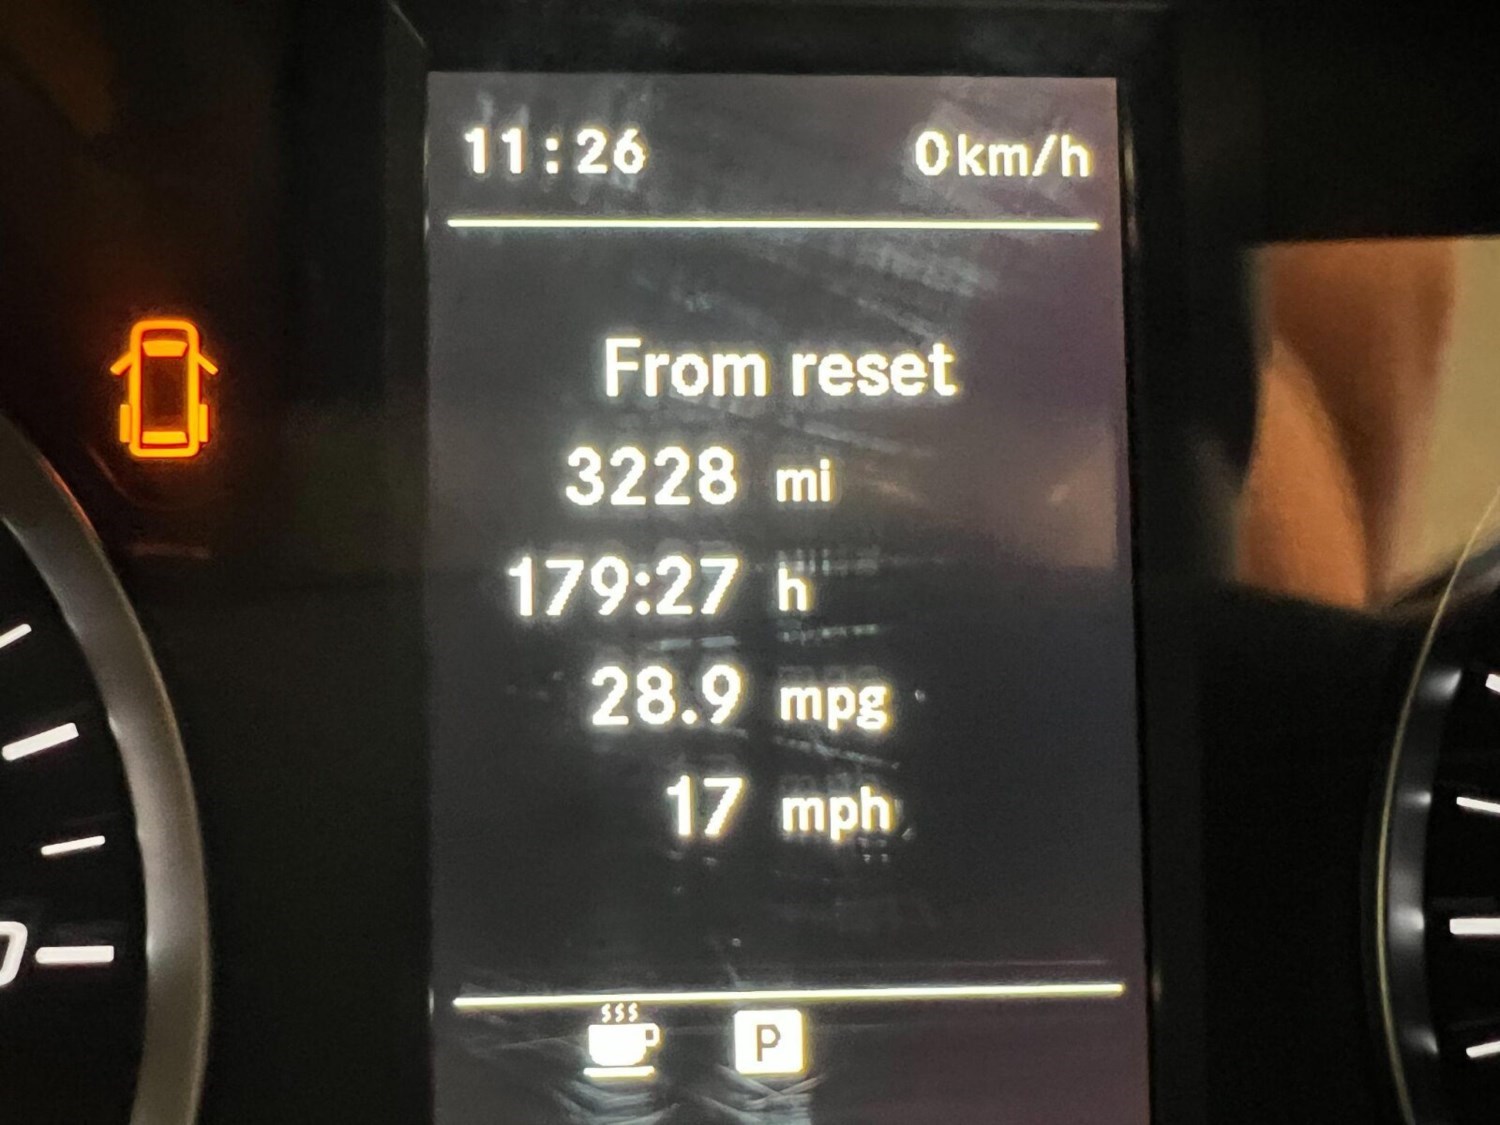 11:26 0km/h
From reset
3228 mi
179:27 h
28.9 mpg
17 mph
P